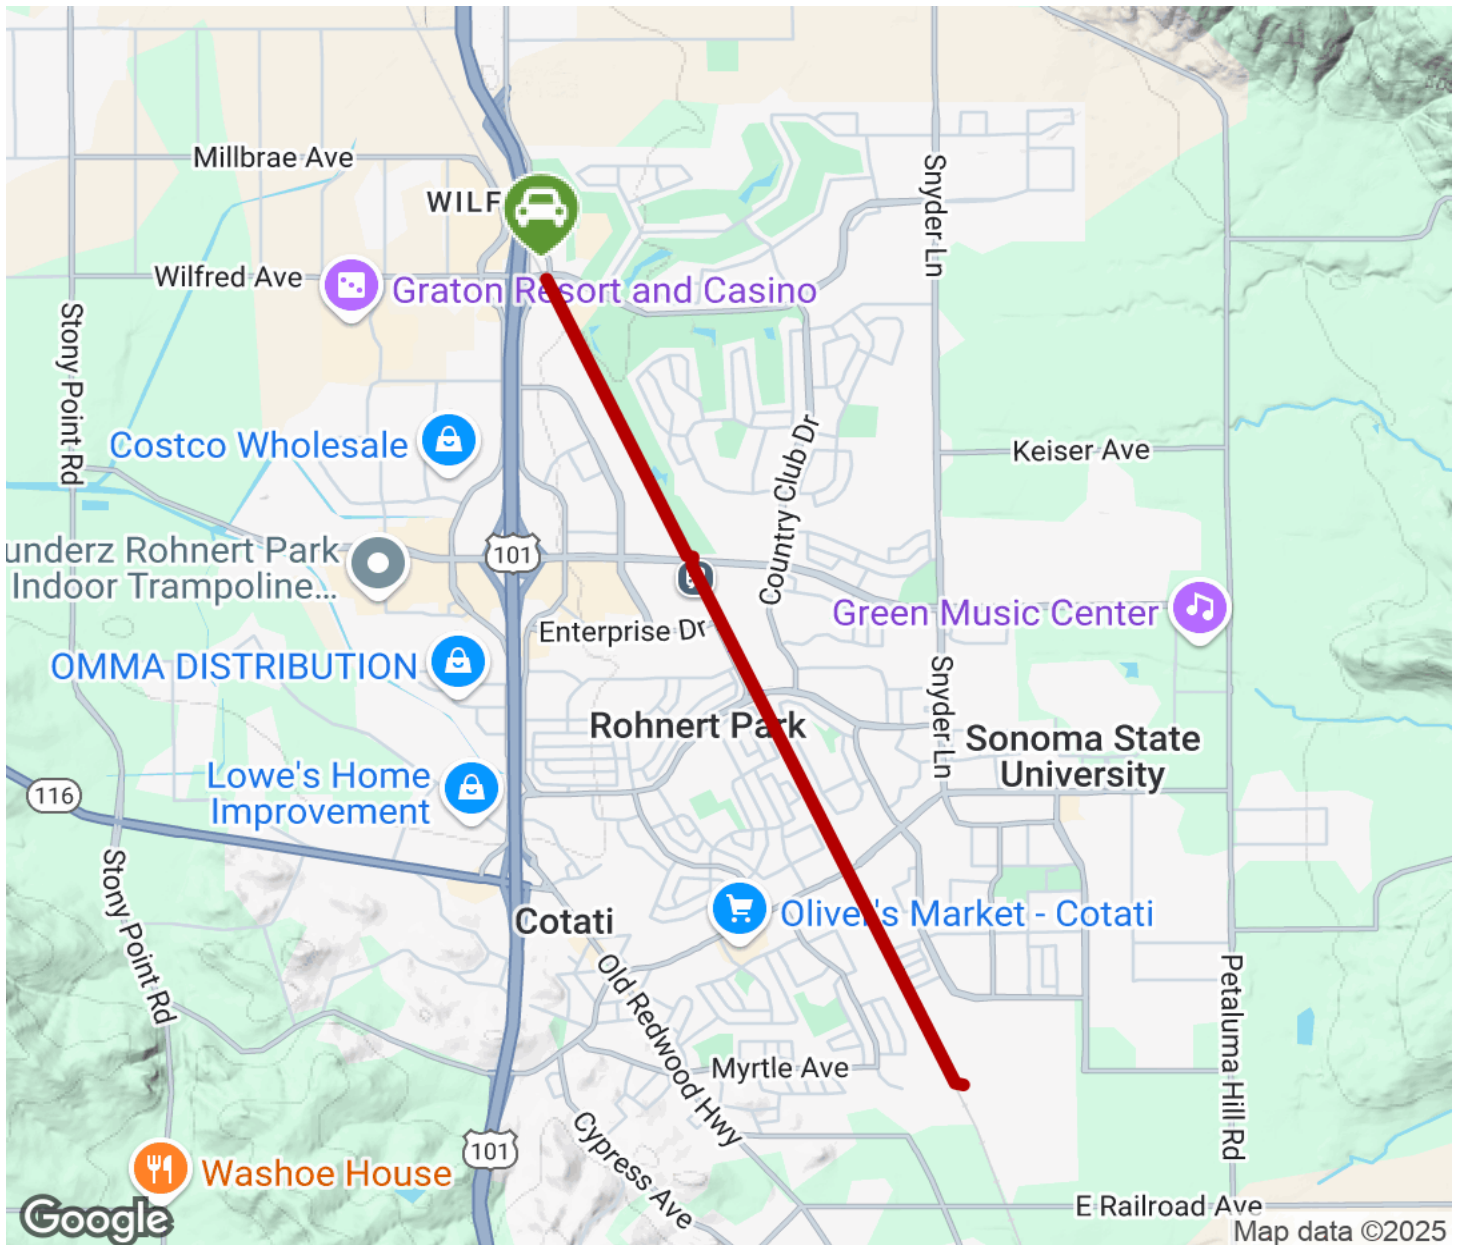 Millbrae Ave
WILF
Snyder Ln
Wilfred Ave
Graton Resort and Casino
Stony Point Rd
Costco Wholesale
Country Club Dr
Keiser Ave
101
underz Rohnert Park
Indoor Trampoline...
Green Music Center
Enterprise Dr
OMMA DISTRIBUTION
Snyder Ln
Rohnert Park
Sonoma State
University
116
Lowe's Home
Improvement
Stony Point Rd
Cotati
Oliver's Market - Cotati
Old Redwood Hwy
Petaluma Hill Rd
Myrtle Ave
101
Cypress Ave
Washoe House
E Railroad Ave
Google
Map data ©2025